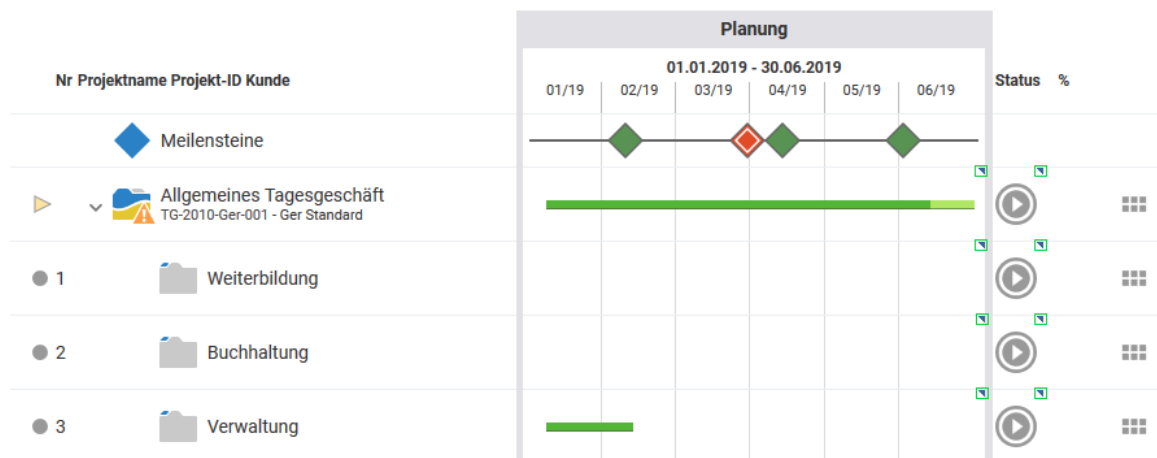 Planung
Nr Projektname Projekt-ID Kunde
01.01.2019 - 30.06.2019
Status %
01/19 02/19 03/19 04/19 05/19 06/19
Meilensteine
Allgemeines Tagesgeschäft
TG-2010-Ger-001 - Ger Standard
1 Weiterbildung
2 Buchhaltung
3 Verwaltung